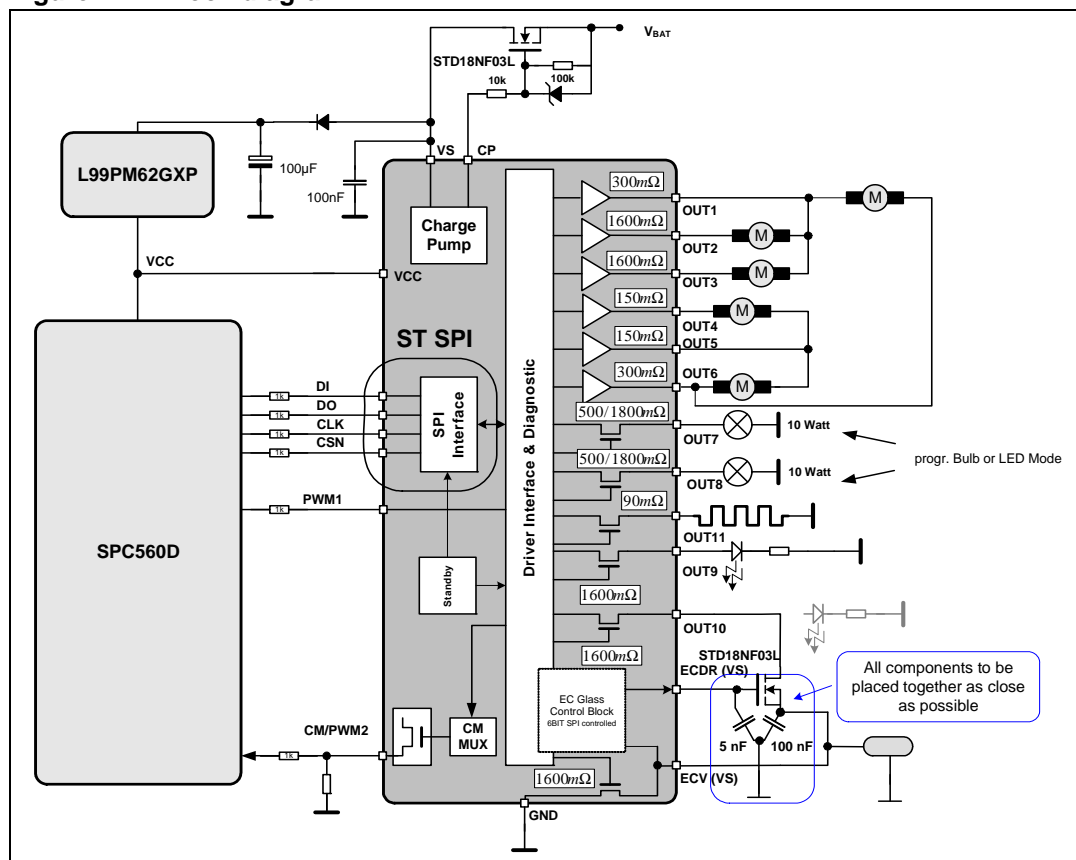 V_BAT
STD18NF03L
100k
10k
VS
CP
L99PM62GXP
100µF
100nF
Charge
Pump
300mΩ
OUT1
M
1600mΩ
OUT2
M
1600mΩ
OUT3
M
VCC
VCC
150mΩ
OUT4
M
150mΩ
OUT5
300mΩ
OUT6
M
ST SPI
SPI
Interface
Driver Interface & Diagnostic
DI
1k
DO
1k
CLK
1k
CSN
1k
500/1800mΩ
OUT7
10 Watt
progr. Bulb or LED Mode
500/1800mΩ
OUT8
10 Watt
PWM1
1k
90mΩ
OUT11
SPC560D
Standby
OUT9
1600mΩ
OUT10
1600mΩ
STD18NF03L
ECDR (VS)
All components to be
placed together as close
as possible
EC Glass
Control Block
6BIT SPI controlled
5 nF
100 nF
CM/PWM2
1k
CM
MUX
ECV (VS)
1600mΩ
GND